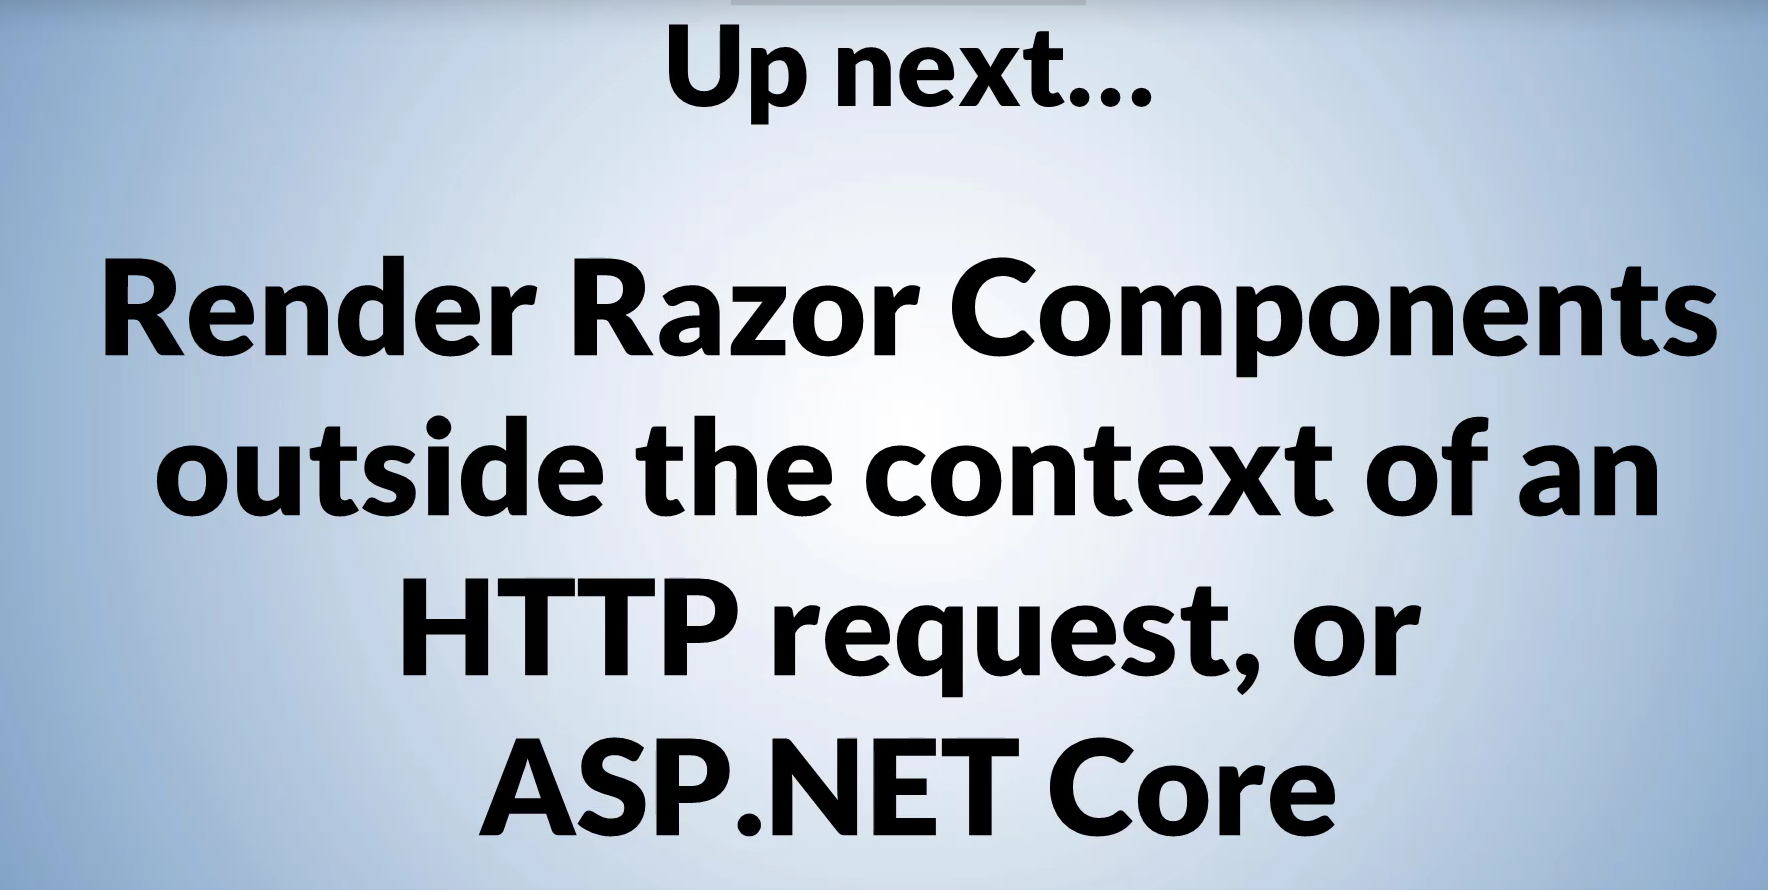 Up next...
Render Razor Components
outside the context of an
HTTP request, or
ASP.NET Core